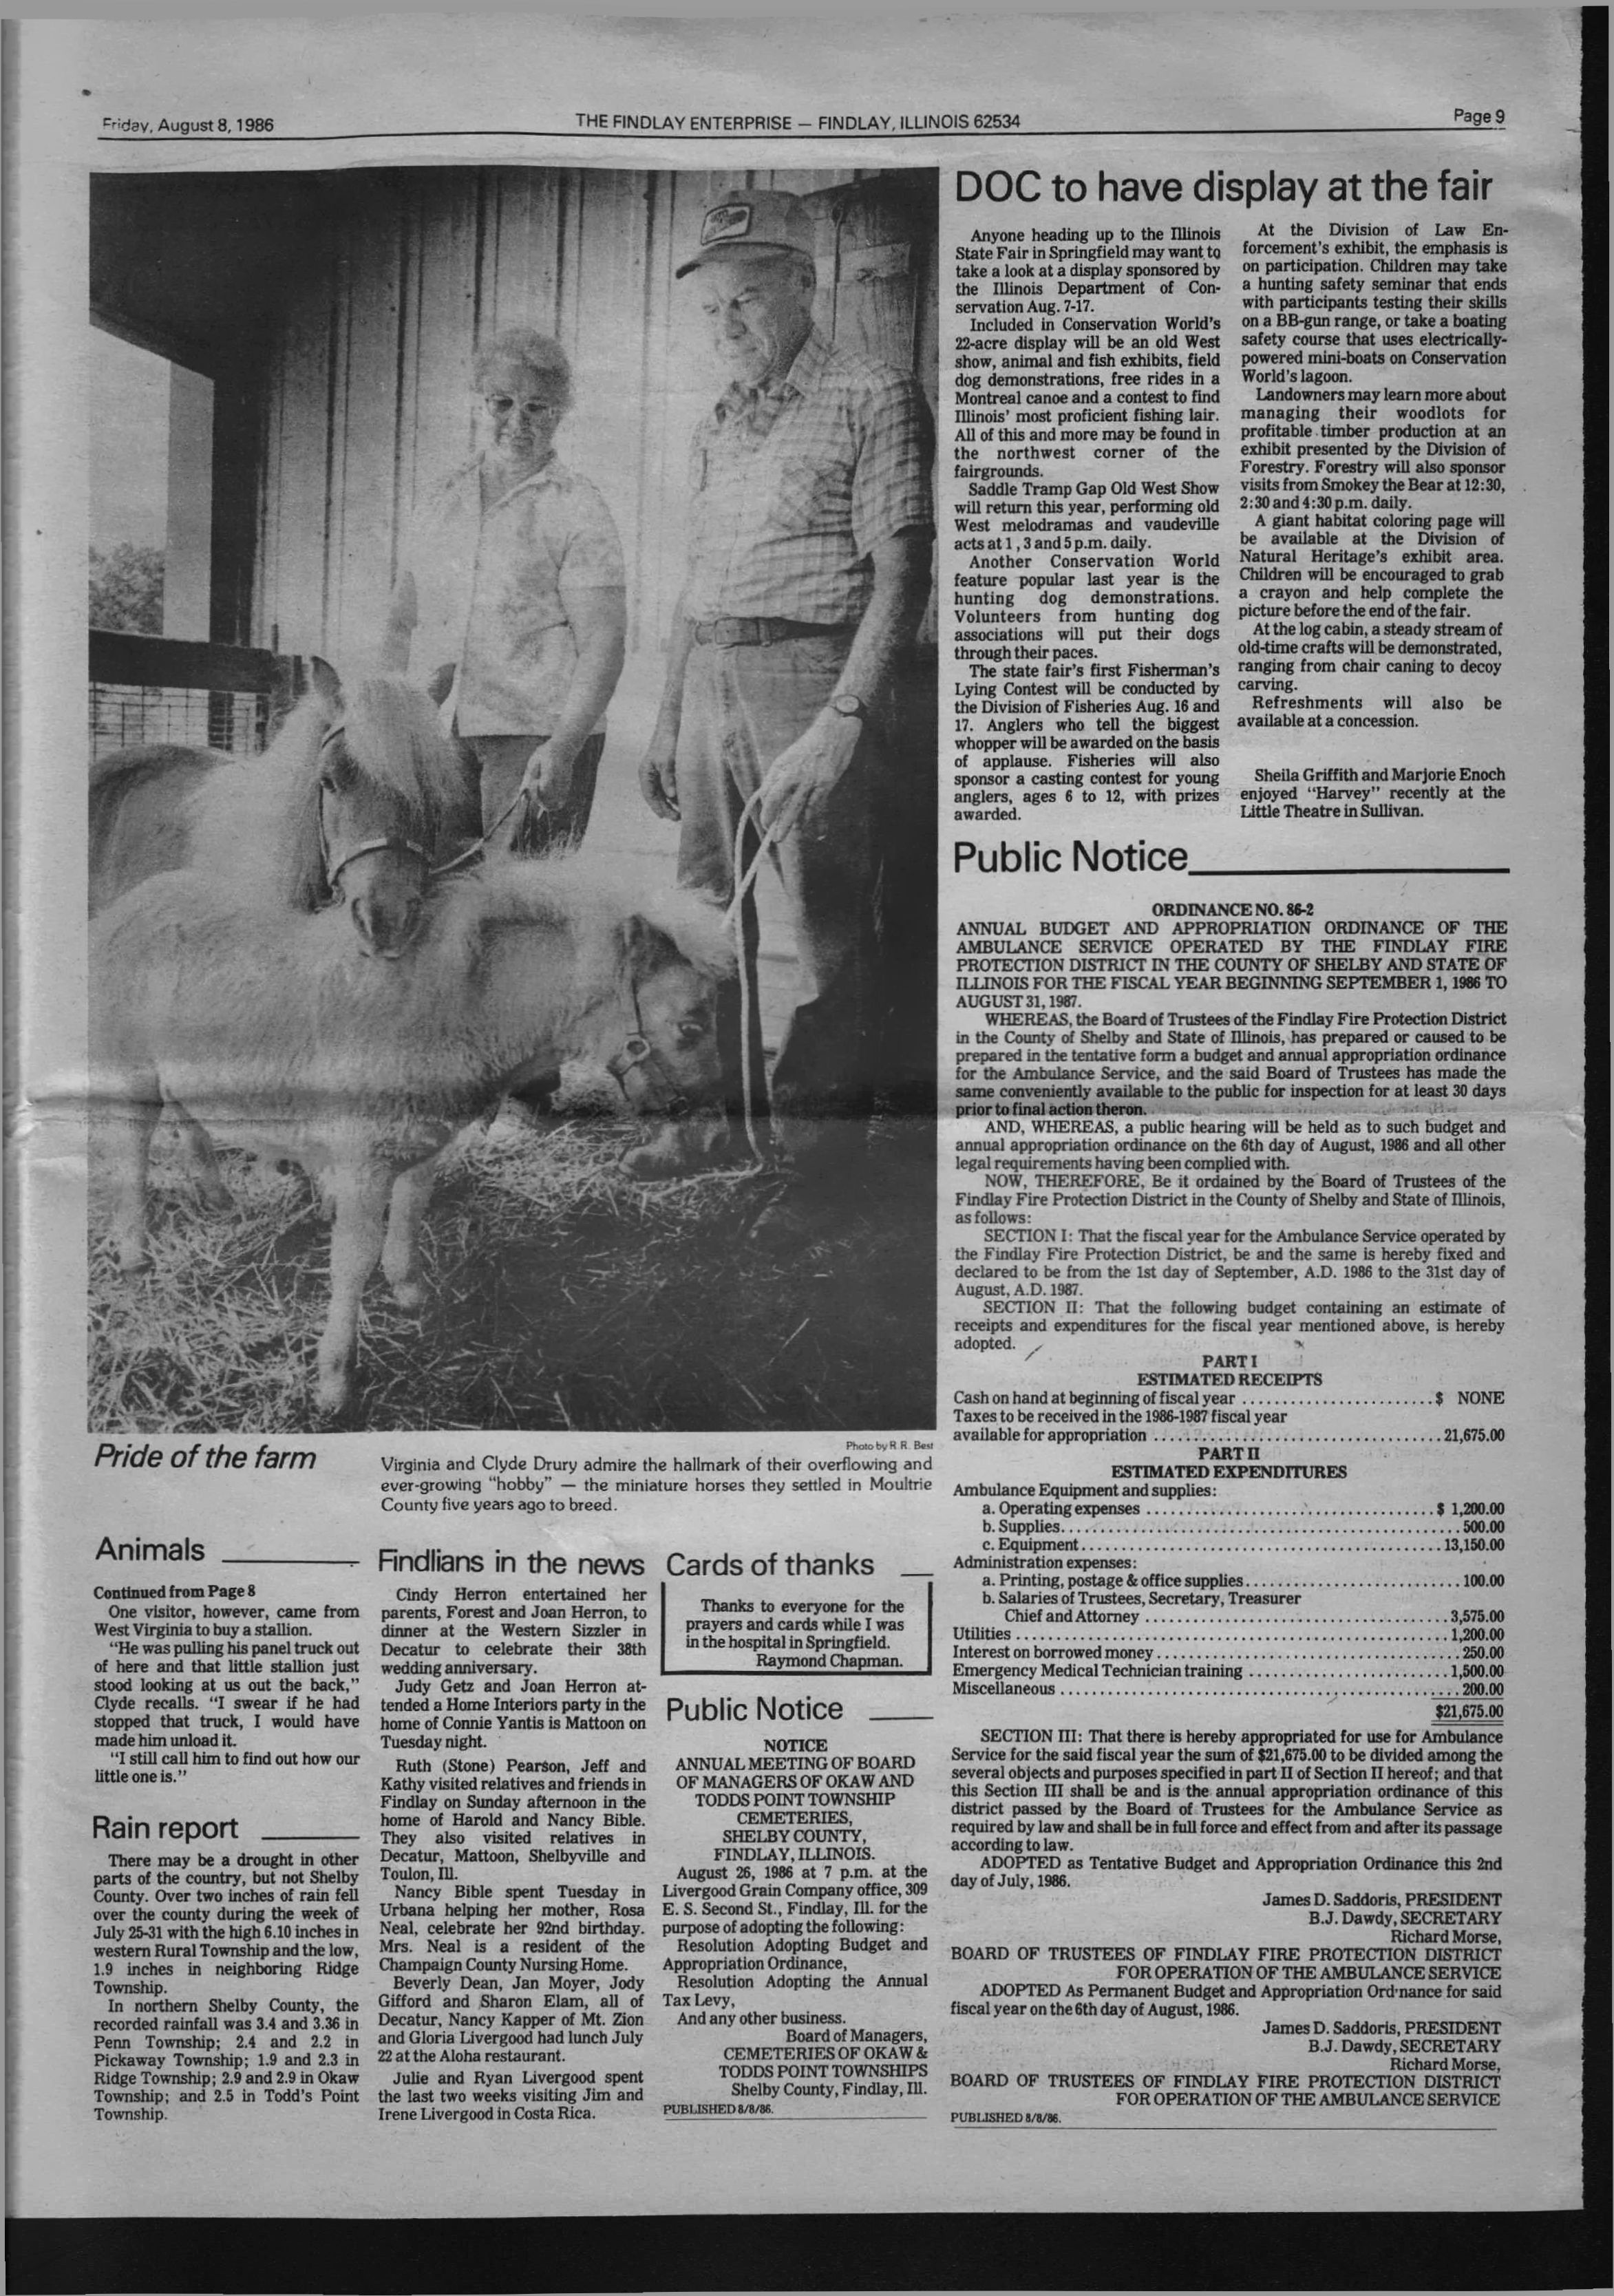 Friday, August 8, 1986
THE FINDLAY ENTERPRISE — FINDLAY, ILLINOIS 62534
Page 9
Photo by R.R. Best
Pride of the farm
Virginia and Clyde Drury admire the hallmark of their overflowing and
ever-growing "hobby" — the miniature horses they settled in Moultrie
County five years ago to breed.
Animals
Continued from Page 8
One visitor, however, came from
West Virginia to buy a stallion.
"He was pulling his panel truck out
of here and that little stallion just
stood looking at us out the back,"
Clyde recalls. "I swear if he had
stopped that truck, I would have
made him unload it.
"I still call him to find out how our
little one is."
Rain report
There may be a drought in other
parts of the country, but not Shelby
County. Over two inches of rain fell
over the county during the week of
July 25-31 with the high 6.10 inches in
western Rural Township and the low,
1.9 inches in neighboring Ridge
Township.
In northern Shelby County, the
recorded rainfall was 3.4 and 3.36 in
Penn Township; 2.4 and 2.2 in
Pickaway Township; 1.9 and 2.3 in
Ridge Township; 2.9 and 2.9 in Okaw
Township; and 2.5 in Todd's Point
Township.
Findlians in the news
Cindy Herron entertained her
parents, Forest and Joan Herron, to
dinner at the Western Sizzler in
Decatur to celebrate their 38th
wedding anniversary.
Judy Getz and Joan Herron at-
tended a Home Interiors party in the
home of Connie Yantis is Mattoon on
Tuesday night.
Ruth (Stone) Pearson, Jeff and
Kathy visited relatives and friends in
Findlay on Sunday afternoon in the
home of Harold and Nancy Bible.
They also visited relatives in
Decatur, Mattoon, Shelbyville and
Toulon, Ill.
Nancy Bible spent Tuesday in
Urbana helping her mother, Rosa
Neal, celebrate her 92nd birthday.
Mrs. Neal is a resident of the
Champaign County Nursing Home.
Beverly Dean, Jan Moyer, Jody
Gifford and Sharon Elam, all of
Decatur, Nancy Kapper of Mt. Zion
and Gloria Livergood had lunch July
22 at the Aloha restaurant.
Julie and Ryan Livergood spent
the last two weeks visiting Jim and
Irene Livergood in Costa Rica.
Cards of thanks
Thanks to everyone for the
prayers and cards while I was
in the hospital in Springfield.
Raymond Chapman.
Public Notice
NOTICE
ANNUAL MEETING OF BOARD
OF MANAGERS OF OKAW AND
TODDS POINT TOWNSHIP
CEMETERIES,
SHELBY COUNTY,
FINDLAY, ILLINOIS.
August 26, 1986 at 7 p.m. at the
Livergood Grain Company office, 309
E. S. Second St., Findlay, Ill. for the
purpose of adopting the following:
Resolution Adopting Budget and
Appropriation Ordinance,
Resolution Adopting the Annual
Tax Levy,
And any other business.
Board of Managers,
CEMETERIES OF OKAW &
TODDS POINT TOWNSHIPS
Shelby County, Findlay, Ill.
PUBLISHED 8/8/86.
DOC to have display at the fair
Anyone heading up to the Illinois
State Fair in Springfield may want to
take a look at a display sponsored by
the Illinois Department of Con-
servation Aug. 7-17.
Included in Conservation World's
22-acre display will be an old West
show, animal and fish exhibits, field
dog demonstrations, free rides in a
Montreal canoe and a contest to find
Illinois' most proficient fishing lair.
All of this and more may be found in
the northwest corner of the
fairgrounds.
Saddle Tramp Gap Old West Show
will return this year, performing old
West melodramas and vaudeville
acts at 1, 3 and 5 p.m. daily.
Another Conservation World
feature popular last year is the
hunting dog demonstrations.
Volunteers from hunting dog
associations will put their dogs
through their paces.
The state fair's first Fisherman's
Lying Contest will be conducted by
the Division of Fisheries Aug. 16 and
17. Anglers who tell the biggest
whopper will be awarded on the basis
of applause. Fisheries will also
sponsor a casting contest for young
anglers, ages 6 to 12, with prizes
awarded.
At the Division of Law En-
forcement's exhibit, the emphasis is
on participation. Children may take
a hunting safety seminar that ends
with participants testing their skills
on a BB-gun range, or take a boating
safety course that uses electrically-
powered mini-boats on Conservation
World's lagoon.
Landowners may learn more about
managing their woodlots for
profitable timber production at an
exhibit presented by the Division of
Forestry. Forestry will also sponsor
visits from Smokey the Bear at 12:30,
2:30 and 4:30 p.m. daily.
A giant habitat coloring page will
be available at the Division of
Natural Heritage's exhibit area.
Children will be encouraged to grab
a crayon and help complete the
picture before the end of the fair.
At the log cabin, a steady stream of
old-time crafts will be demonstrated,
ranging from chair caning to decoy
carving.
Refreshments will also be
available at a concession.
Sheila Griffith and Marjorie Enoch
enjoyed "Harvey" recently at the
Little Theatre in Sullivan.
Public Notice
ORDINANCE NO. 86-2
ANNUAL BUDGET AND APPROPRIATION ORDINANCE OF THE
AMBULANCE SERVICE OPERATED BY THE FINDLAY FIRE
PROTECTION DISTRICT IN THE COUNTY OF SHELBY AND STATE OF
ILLINOIS FOR THE FISCAL YEAR BEGINNING SEPTEMBER 1, 1986 TO
AUGUST 31, 1987.
WHEREAS, the Board of Trustees of the Findlay Fire Protection District
in the County of Shelby and State of Illinois, has prepared or caused to be
prepared in the tentative form a budget and annual appropriation ordinance
for the Ambulance Service, and the said Board of Trustees has made the
same conveniently available to the public for inspection for at least 30 days
prior to final action theron.
AND, WHEREAS, a public hearing will be held as to such budget and
annual appropriation ordinance on the 6th day of August, 1986 and all other
legal requirements having been complied with.
NOW, THEREFORE, Be it ordained by the Board of Trustees of the
Findlay Fire Protection District in the County of Shelby and State of Illinois,
as follows:
SECTION I: That the fiscal year for the Ambulance Service operated by
the Findlay Fire Protection District, be and the same is hereby fixed and
declared to be from the 1st day of September, A.D. 1986 to the 31st day of
August, A.D. 1987.
SECTION II: That the following budget containing an estimate of
receipts and expenditures for the fiscal year mentioned above, is hereby
adopted.
PART I
ESTIMATED RECEIPTS
Cash on hand at beginning of fiscal year ........................ $ NONE
Taxes to be received in the 1986-1987 fiscal year
available for appropriation .................................... 21,675.00
PART II
ESTIMATED EXPENDITURES
Ambulance Equipment and supplies:
a. Operating expenses .................................... $ 1,200.00
b. Supplies.................................................. 500.00
c. Equipment............................................. 13,150.00
Administration expenses:
a. Printing, postage & office supplies........................... 100.00
b. Salaries of Trustees, Secretary, Treasurer
Chief and Attorney ...................................... 3,575.00
Utilities ...................................................... 1,200.00
Interest on borrowed money...................................... 250.00
Emergency Medical Technician training ......................... 1,500.00
Miscellaneous .................................................. 200.00
$21,675.00
SECTION III: That there is hereby appropriated for use for Ambulance
Service for the said fiscal year the sum of $21,675.00 to be divided among the
several objects and purposes specified in part II of Section II hereof; and that
this Section III shall be and is the annual appropriation ordinance of this
district passed by the Board of Trustees for the Ambulance Service as
required by law and shall be in full force and effect from and after its passage
according to law.
ADOPTED as Tentative Budget and Appropriation Ordinance this 2nd
day of July, 1986.
James D. Saddoris, PRESIDENT
B.J. Dawdy, SECRETARY
Richard Morse,
BOARD OF TRUSTEES OF FINDLAY FIRE PROTECTION DISTRICT
FOR OPERATION OF THE AMBULANCE SERVICE
ADOPTED As Permanent Budget and Appropriation Ord'nance for said
fiscal year on the 6th day of August, 1986.
James D. Saddoris, PRESIDENT
B.J. Dawdy, SECRETARY
Richard Morse,
BOARD OF TRUSTEES OF FINDLAY FIRE PROTECTION DISTRICT
FOR OPERATION OF THE AMBULANCE SERVICE
PUBLISHED 8/8/86.